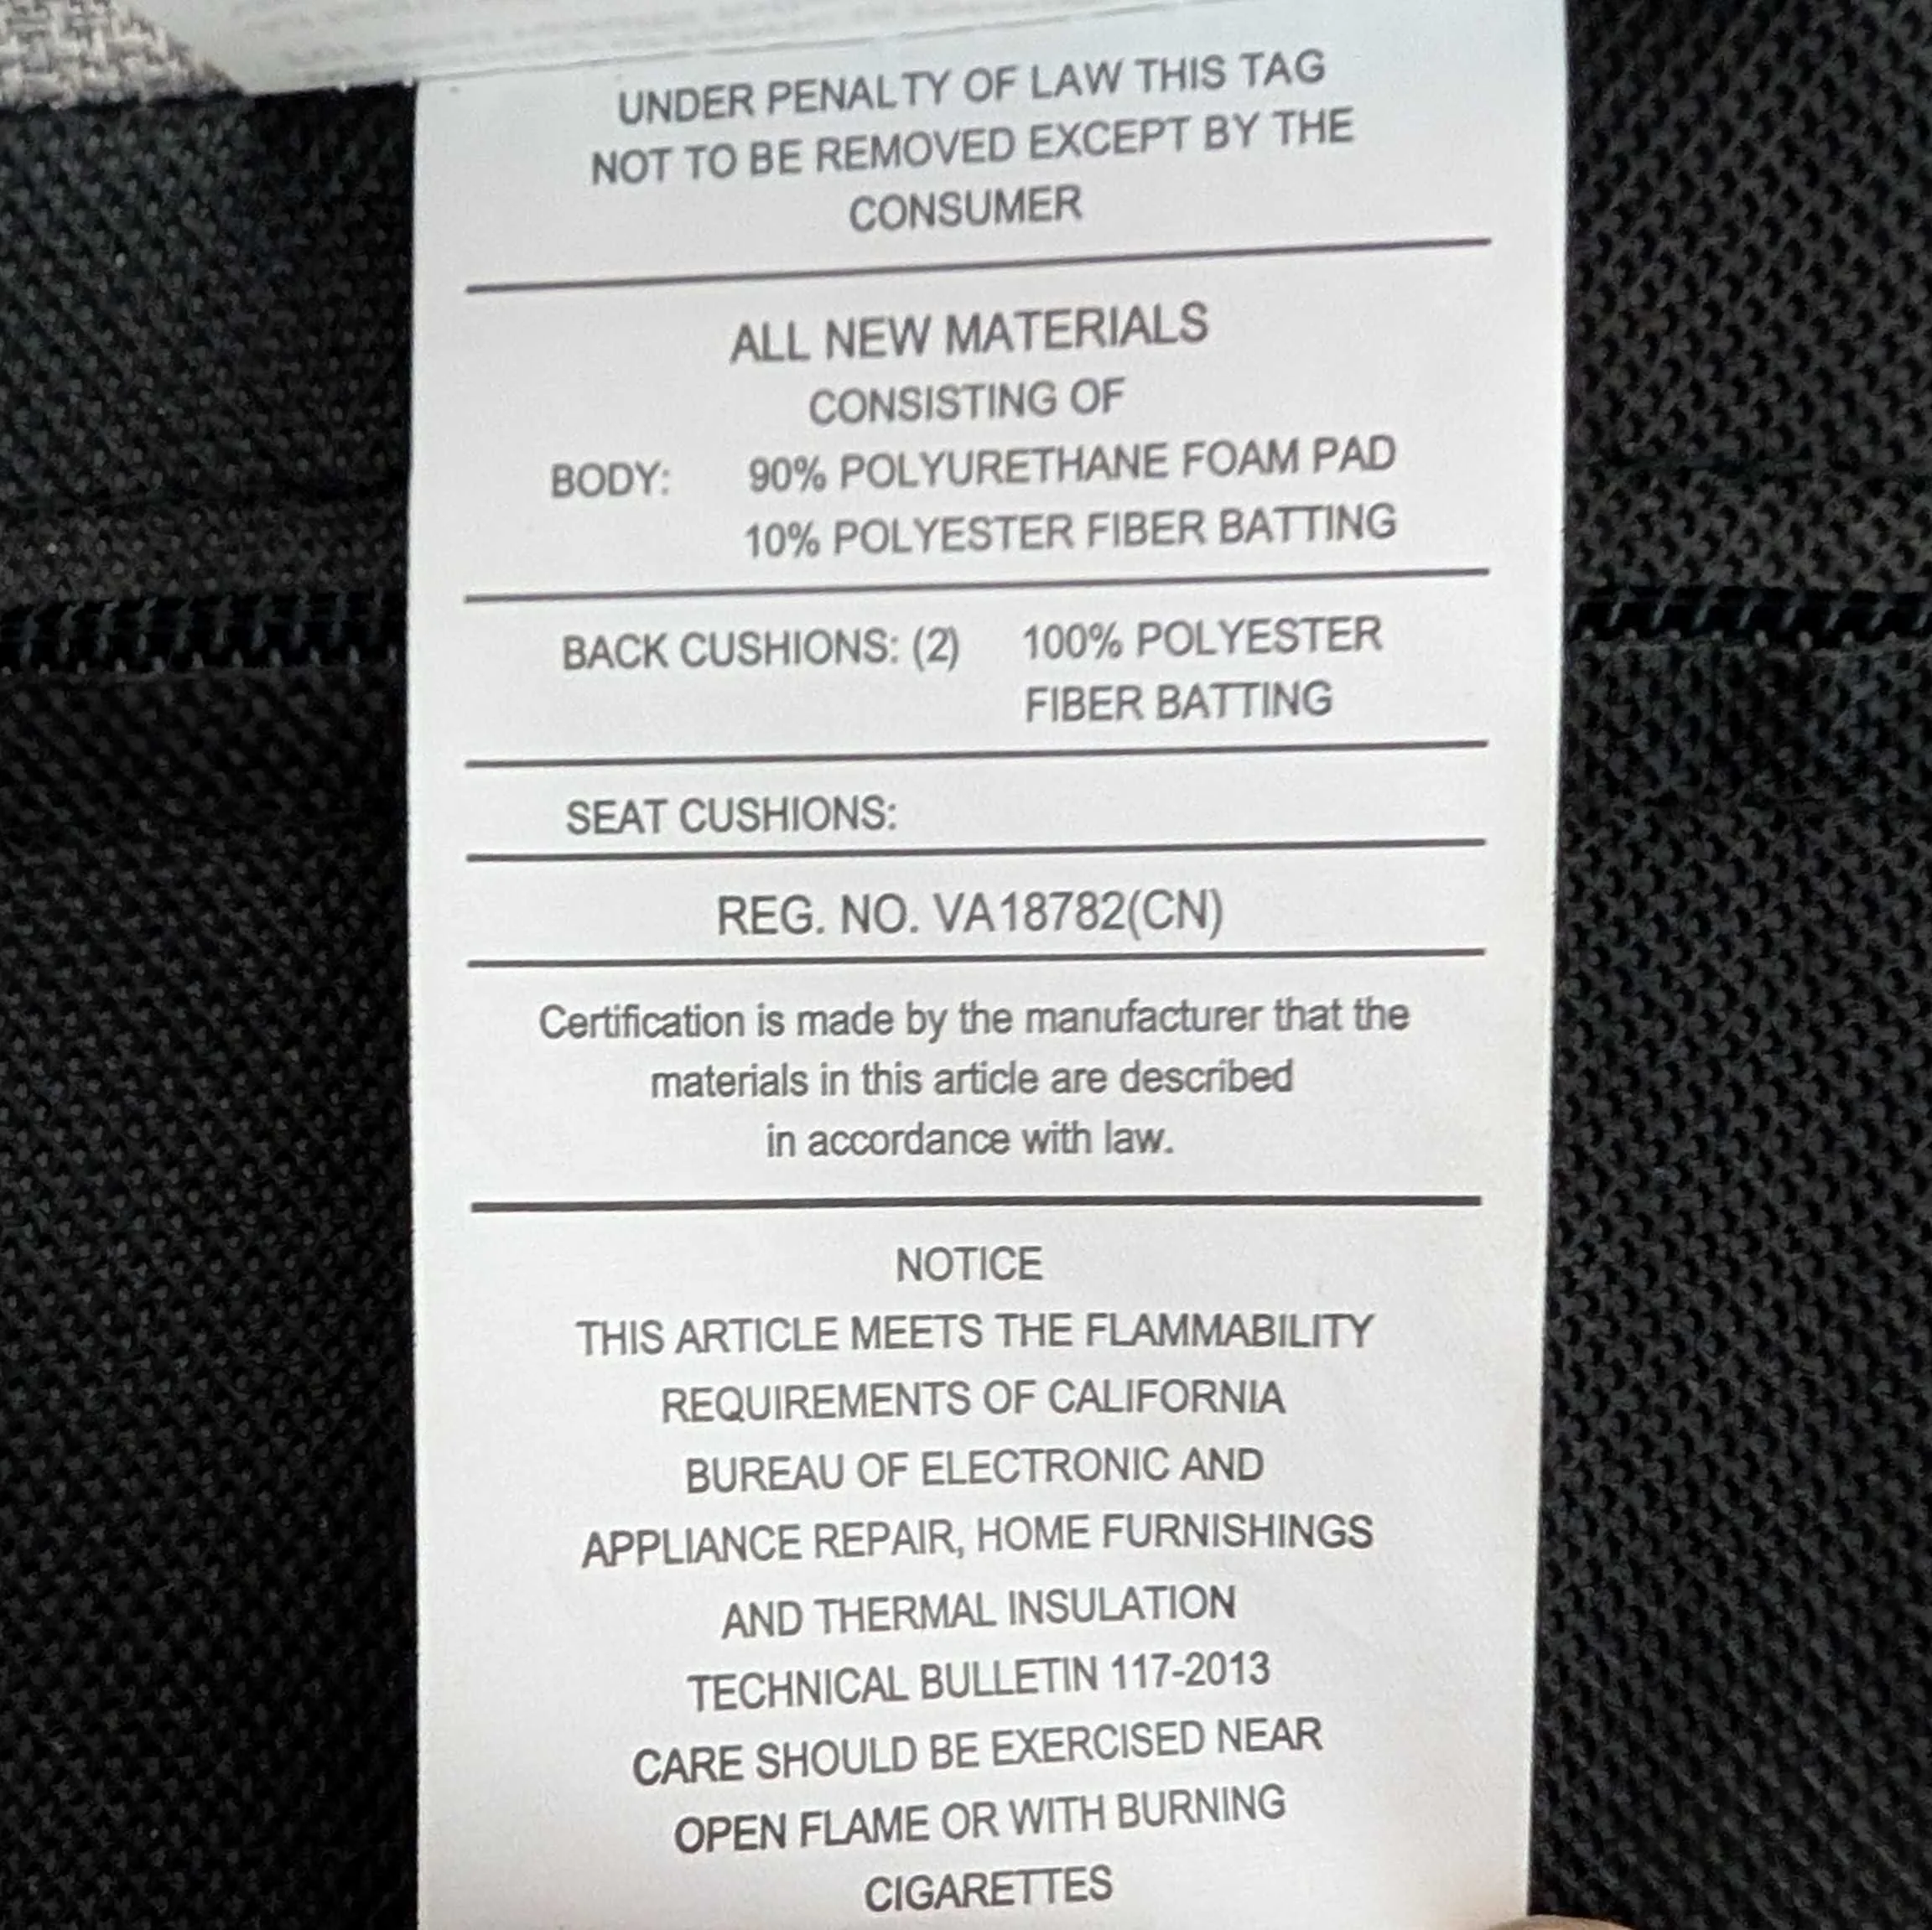 UNDER PENALTY OF LAW THIS TAG
NOT TO BE REMOVED EXCEPT BY THE
CONSUMER
ALL NEW MATERIALS
CONSISTING OF
BODY: 90% POLYURETHANE FOAM PAD
10% POLYESTER FIBER BATTING
BACK CUSHIONS: (2) 100% POLYESTER
FIBER BATTING
SEAT CUSHIONS:
REG. NO. VA18782(CN)
Certification is made by the manufacturer that the
materials in this article are described
in accordance with law.
NOTICE
THIS ARTICLE MEETS THE FLAMMABILITY
REQUIREMENTS OF CALIFORNIA
BUREAU OF ELECTRONIC AND
APPLIANCE REPAIR, HOME FURNISHINGS
AND THERMAL INSULATION
TECHNICAL BULLETIN 117-2013
CARE SHOULD BE EXERCISED NEAR
OPEN FLAME OR WITH BURNING
CIGARETTES